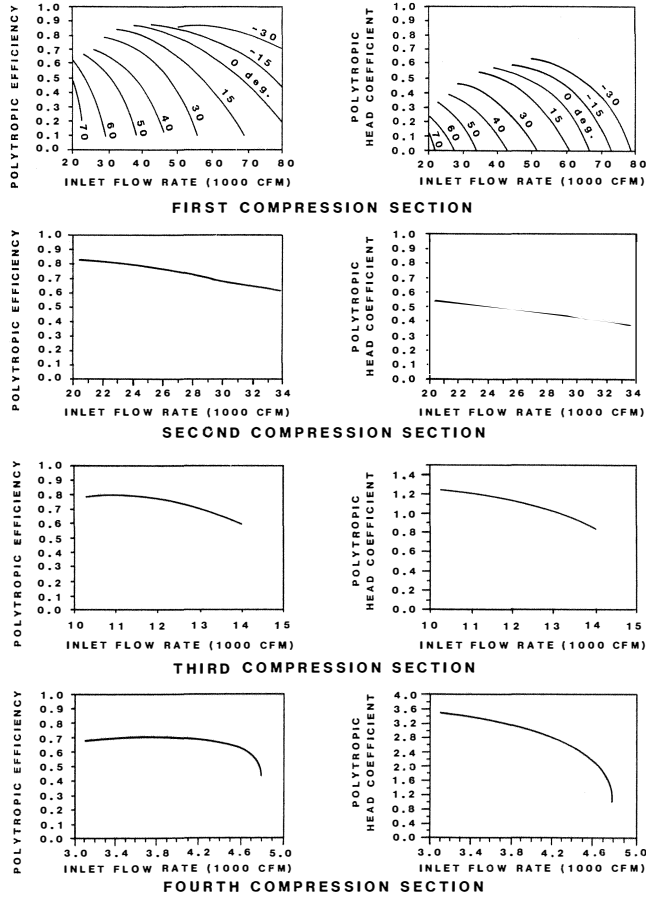 POLYTROPIC EFFICIENCY
1.0
0.9
0.8
0.7
0.6
0.5
0.4
0.3
0.2
0.1
0.0
20 30 40 50 60 70 80
70
60
50
40
30
15
0 deg.
-15
-30
INLET FLOW RATE (1000 CFM)
POLYTROPIC
HEAD COEFFICIENT
1.0
0.9
0.8
0.7
0.6
0.5
0.4
0.3
0.2
0.1
0.0
20 30 40 50 60 70 80
70
60
50
40
30
15
0 deg.
-15
-30
INLET FLOW RATE (1000 CFM)
FIRST COMPRESSION SECTION
POLYTROPIC EFFICIENCY
1.0
0.9
0.8
0.7
0.6
0.5
0.4
0.3
0.2
0.1
0.0
20 22 24 26 28 30 32 34
INLET FLOW RATE (1000 CFM)
POLYTROPIC
HEAD COEFFICIENT
1.0
0.9
0.8
0.7
0.6
0.5
0.4
0.3
0.2
0.1
0.0
20 22 24 26 28 30 32 34
INLET FLOW RATE (1000 CFM)
SECOND COMPRESSION SECTION
POLYTROPIC EFFICIENCY
1.0
0.9
0.8
0.7
0.6
0.5
0.4
0.3
0.2
0.1
0.0
10 11 12 13 14 15
INLET FLOW RATE (1000 CFM)
POLYTROPIC
HEAD COEFFICIENT
1.4
1.2
1.0
0.8
0.6
0.4
0.2
0.0
10 11 12 13 14 15
INLET FLOW RATE (1000 CFM)
THIRD COMPRESSION SECTION
POLYTROPIC EFFICIENCY
1.0
0.9
0.8
0.7
0.6
0.5
0.4
0.3
0.2
0.1
0.0
3.0 3.4 3.8 4.2 4.6 5.0
INLET FLOW RATE (1000 CFM)
POLYTROPIC
HEAD COEFFICIENT
4.0
3.6
3.2
2.8
2.4
2.0
1.6
1.2
0.8
0.4
0.0
3.0 3.4 3.8 4.2 4.6 5.0
INLET FLOW RATE (1000 CFM)
FOURTH COMPRESSION SECTION